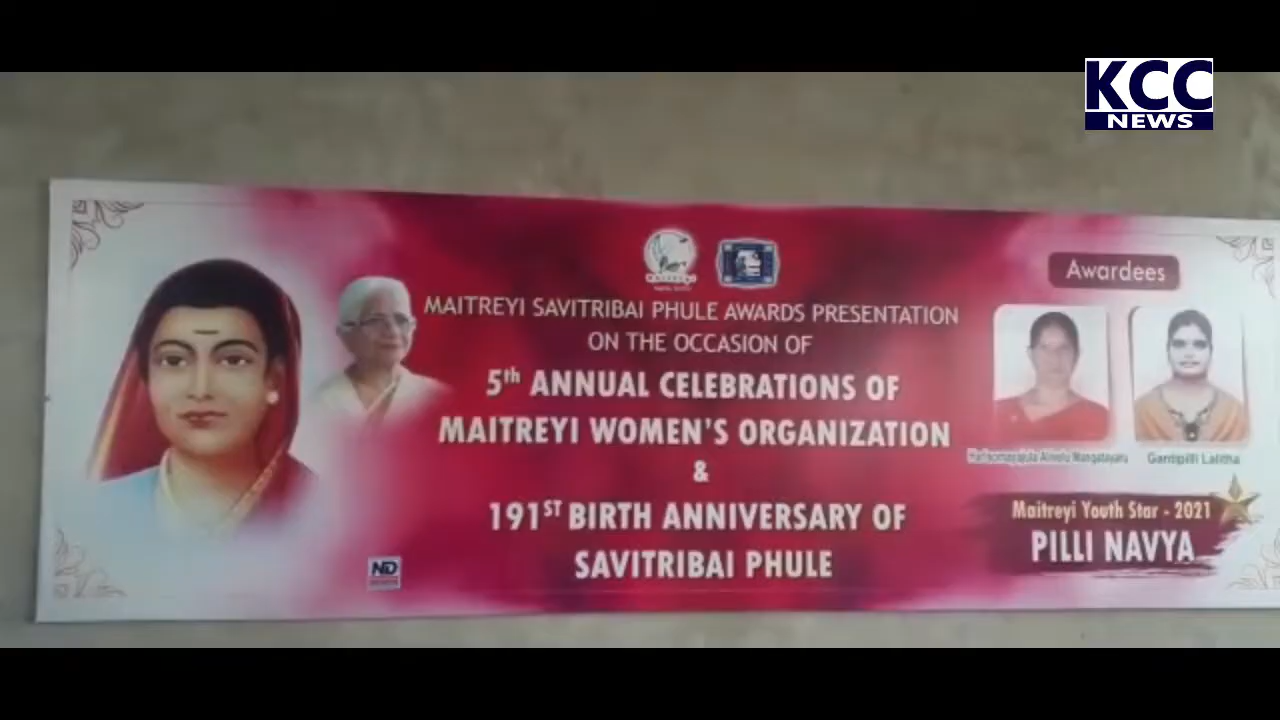 KCC
NEWS
Awardees
MAITREYI SAVITRIBAI PHULE AWARDS PRESENTATION
ON THE OCCASION OF
5th ANNUAL CELEBRATIONS OF
MAITREYI WOMEN'S ORGANIZATION
&
191ST BIRTH ANNIVERSARY OF
SAVITRIBAI PHULE
ND
Gantipilli Lalitha
Maitreyi Youth Star - 2021
PILLI NAVYA